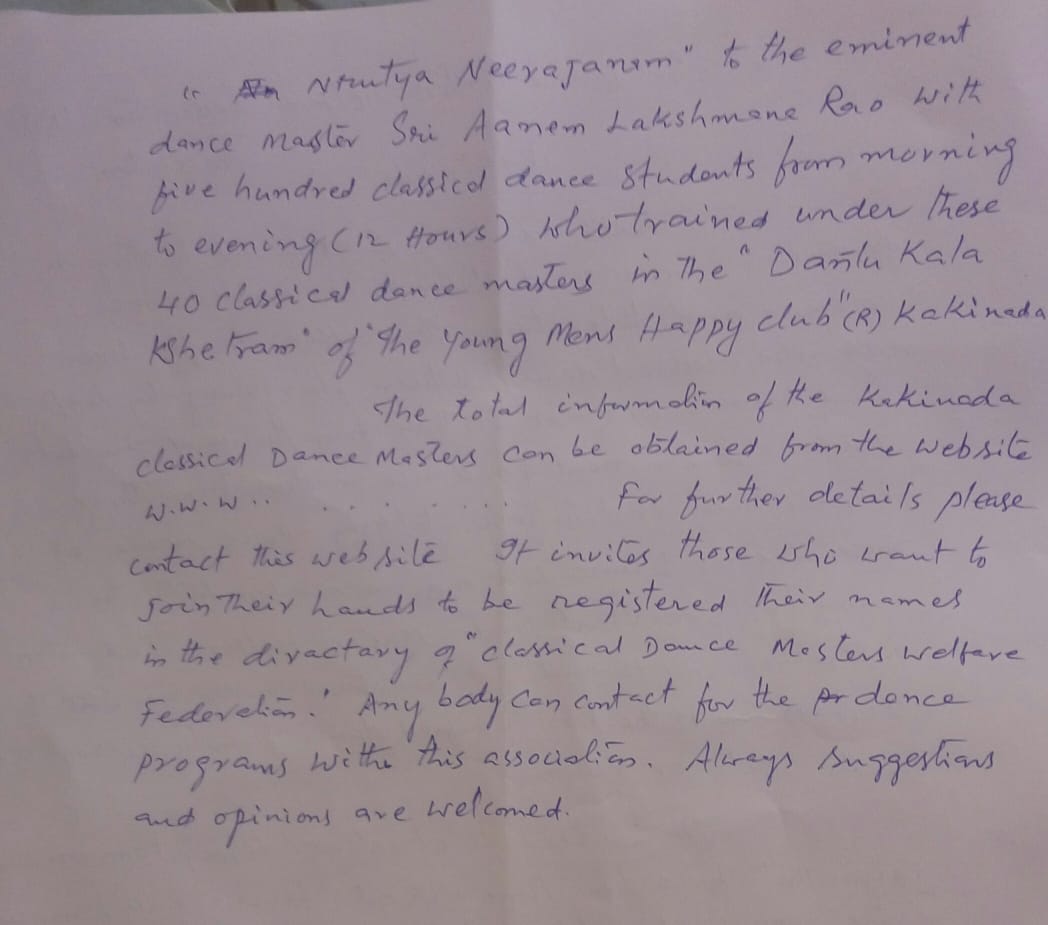 " Nrutya Neerajanam" to the eminent
dance master Sri Aanem Lakshmana Rao with
five hundred classical dance students from morning
to evening (12 Hours) who trained under these
40 classical dance masters in the " Dantu Kala
Kshetram" of "The Young Mens Happy club" (R) Kakinada
The total information of the Kakinada
classical Dance Masters can be obtained from the website
W.W.W.. . . . . . . . For further details please
contact this website It invites those who want to
join their hands to be registered their names
in the diractary of "classical Dance Masters welfare
Federation." Any body can contact for the dance
programs withe this association. Always suggestions
and opinions are welcomed.